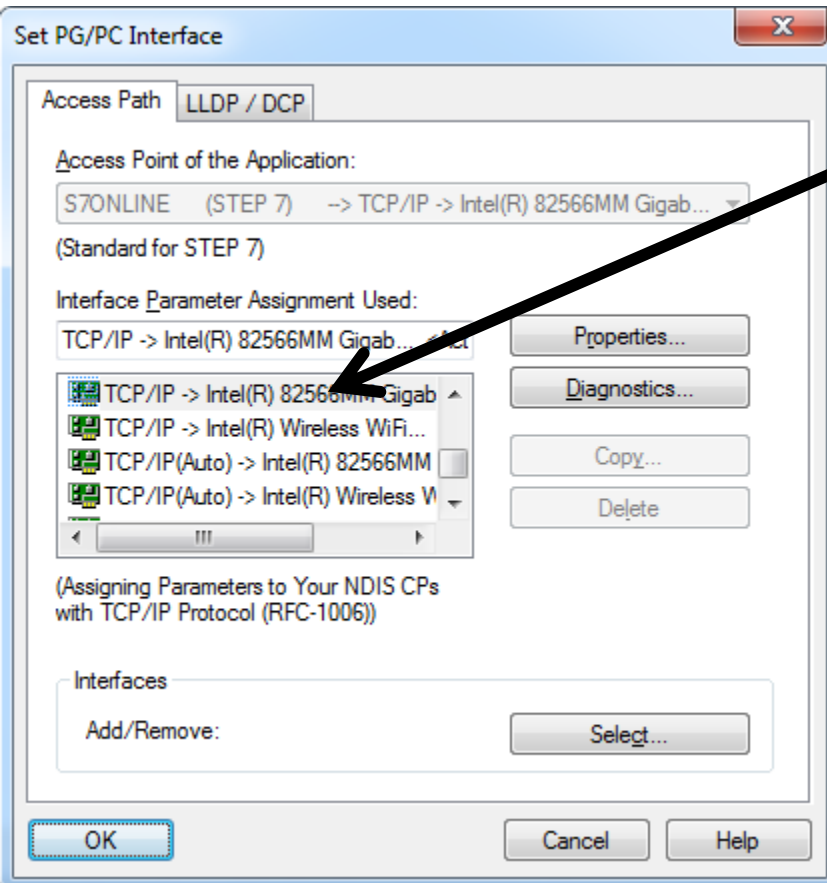 Set PG/PC Interface
Access Path
LLDP / DCP
Access Point of the Application:
S7ONLINE (STEP 7) --> TCP/IP -> Intel(R) 82566MM Gigab...
(Standard for STEP 7)
Interface Parameter Assignment Used:
TCP/IP -> Intel(R) 82566MM Gigab...
Properties...
TCP/IP -> Intel(R) 82566MM Gigab
Diagnostics...
TCP/IP -> Intel(R) Wireless WiFi...
TCP/IP(Auto) -> Intel(R) 82566MM
Copy...
TCP/IP(Auto) -> Intel(R) Wireless W
Delete
(Assigning Parameters to Your NDIS CPs
with TCP/IP Protocol (RFC-1006))
Interfaces
Add/Remove:
Select...
OK
Cancel
Help